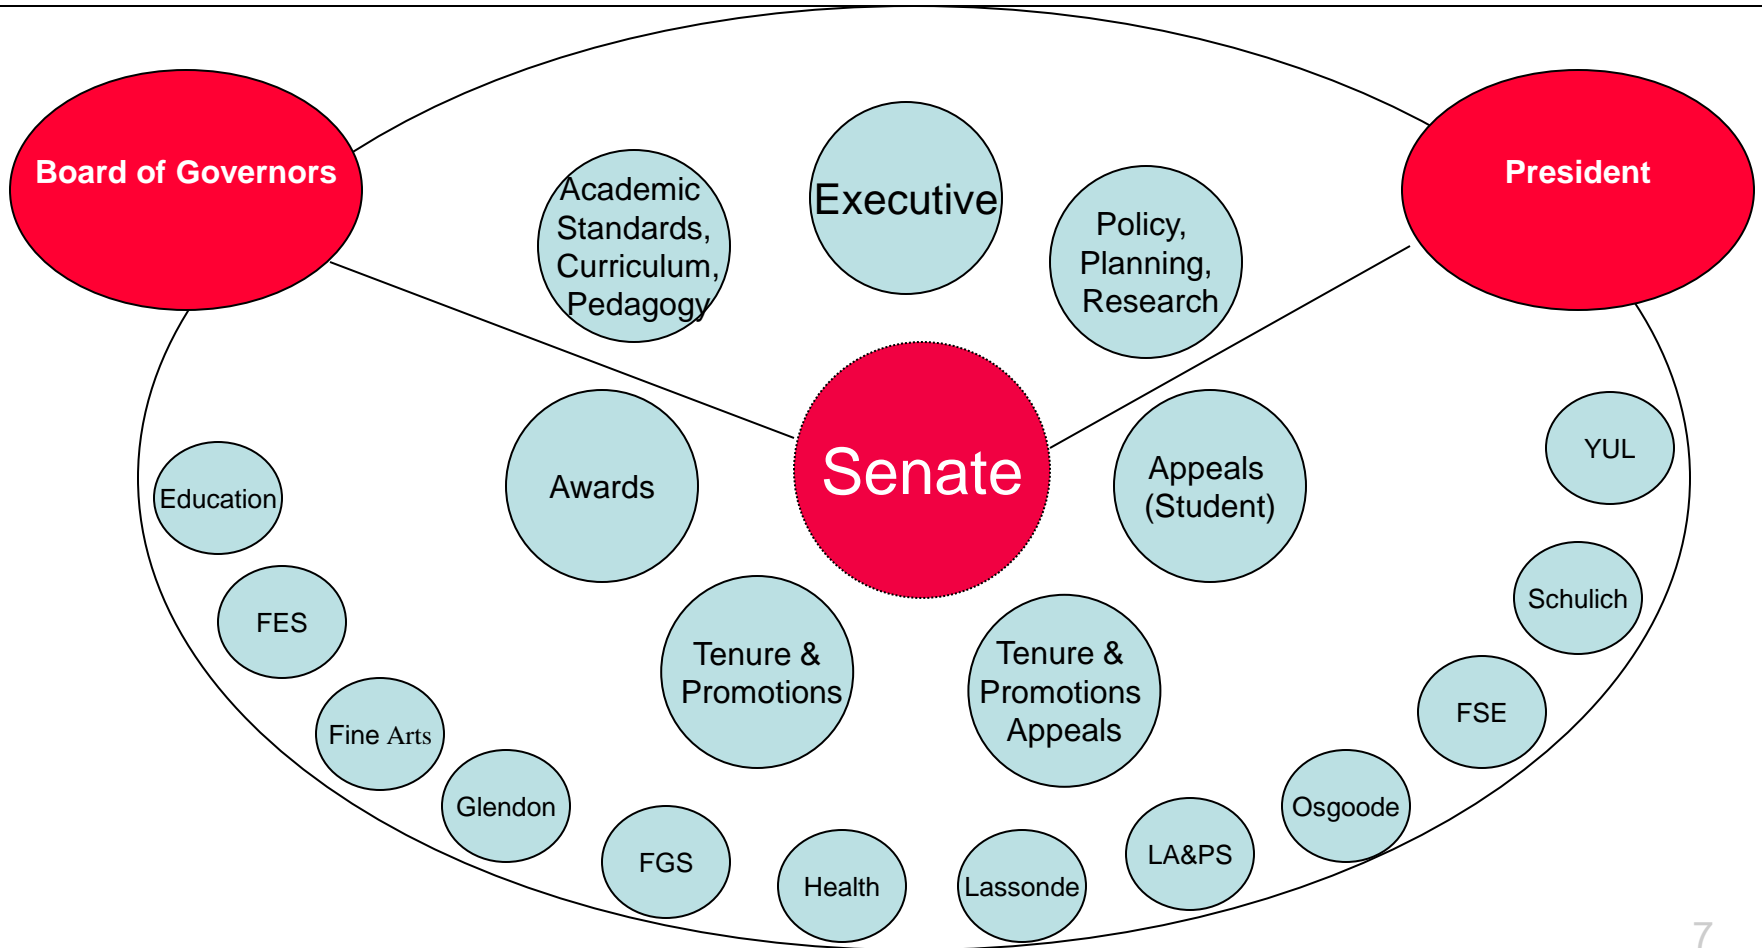 Board of Governors
President
Executive
Academic
Standards,
Curriculum,
Pedagogy
Policy,
Planning,
Research
Senate
Awards
Appeals
(Student)
Tenure &
Promotions
Tenure &
Promotions
Appeals
Education
FES
Fine Arts
Glendon
FGS
Health
Lassonde
LA&PS
Osgoode
FSE
Schulich
YUL
7